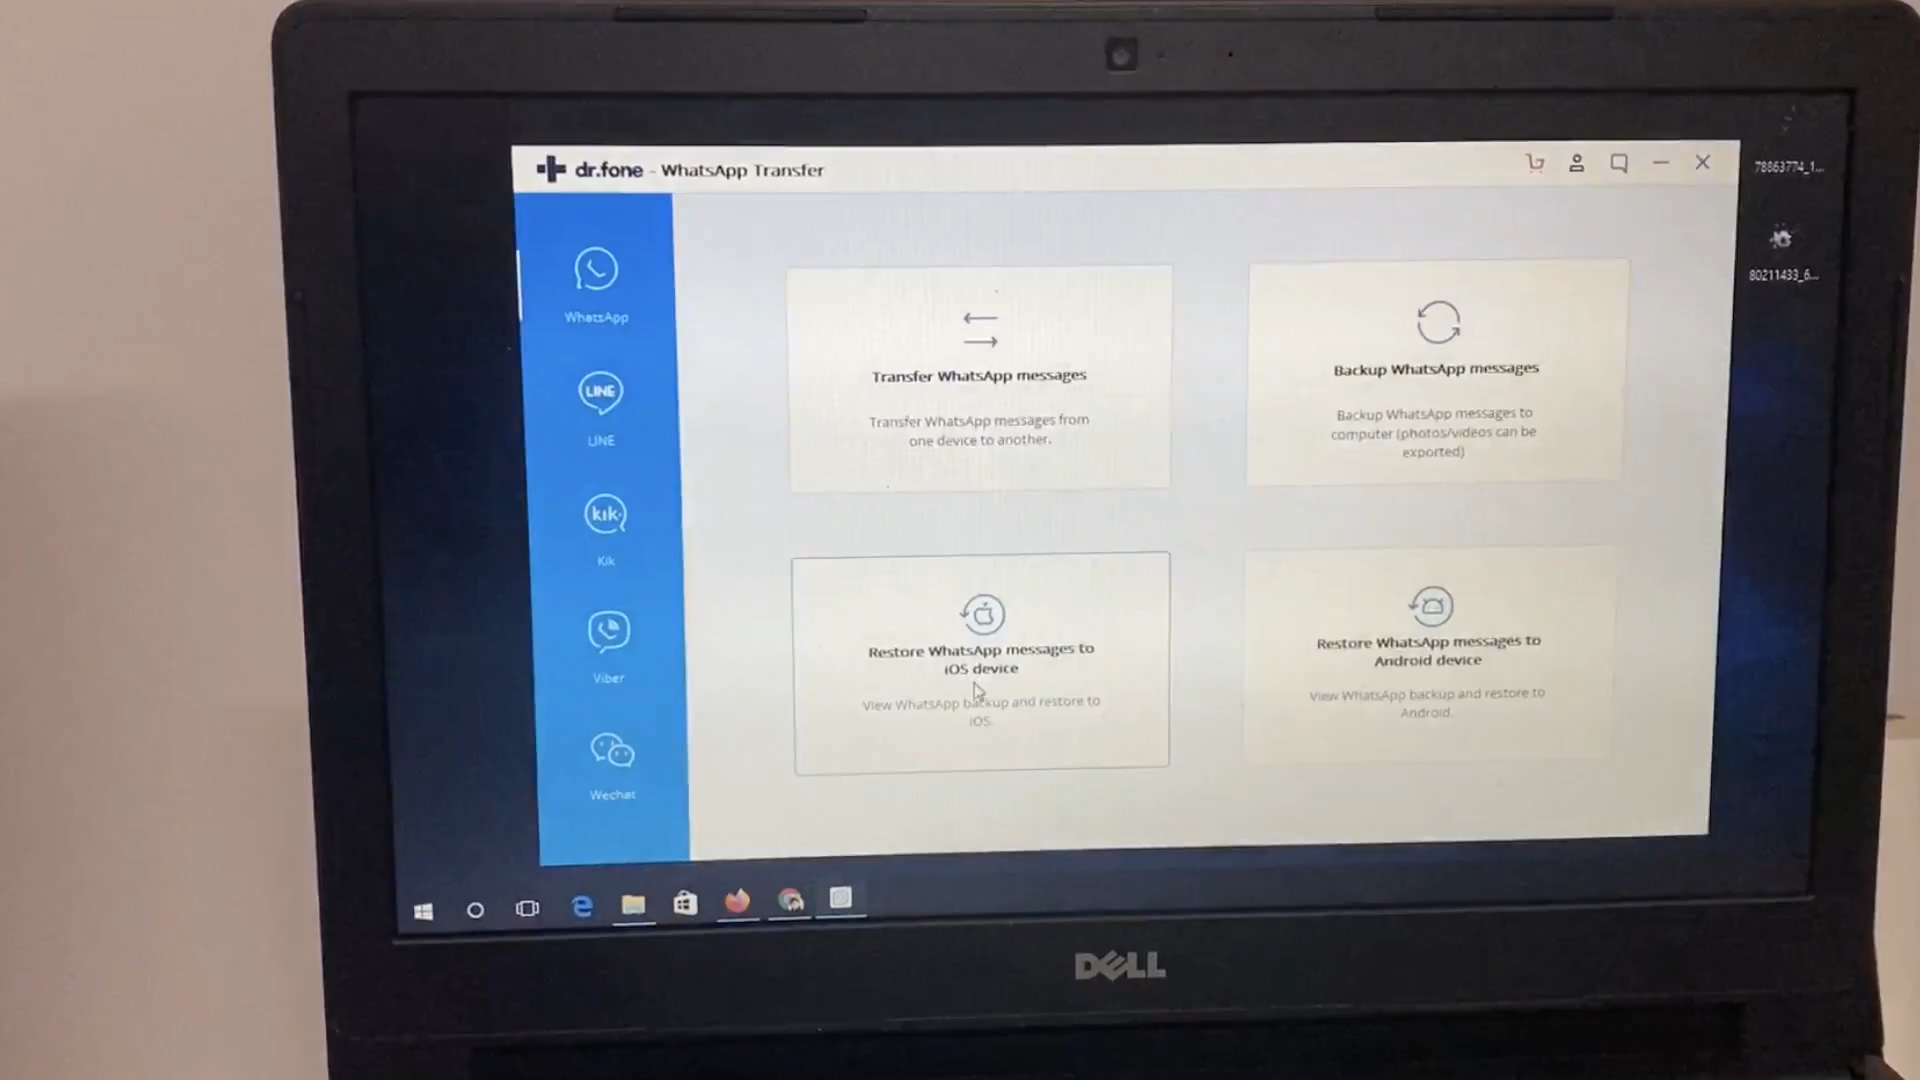 dr.fone - WhatsApp Transfer
78863774_1...
80211433_6...
WhatsApp
LINE
LINE
kik
Kik
Viber
Wechat
Transfer WhatsApp messages
Transfer WhatsApp messages from
one device to another.
Backup WhatsApp messages
Backup WhatsApp messages to
computer (photos/videos can be
exported)
Restore WhatsApp messages to
iOS device
View WhatsApp backup and restore to
iOS.
Restore WhatsApp messages to
Android device
View WhatsApp backup and restore to
Android.
DELL